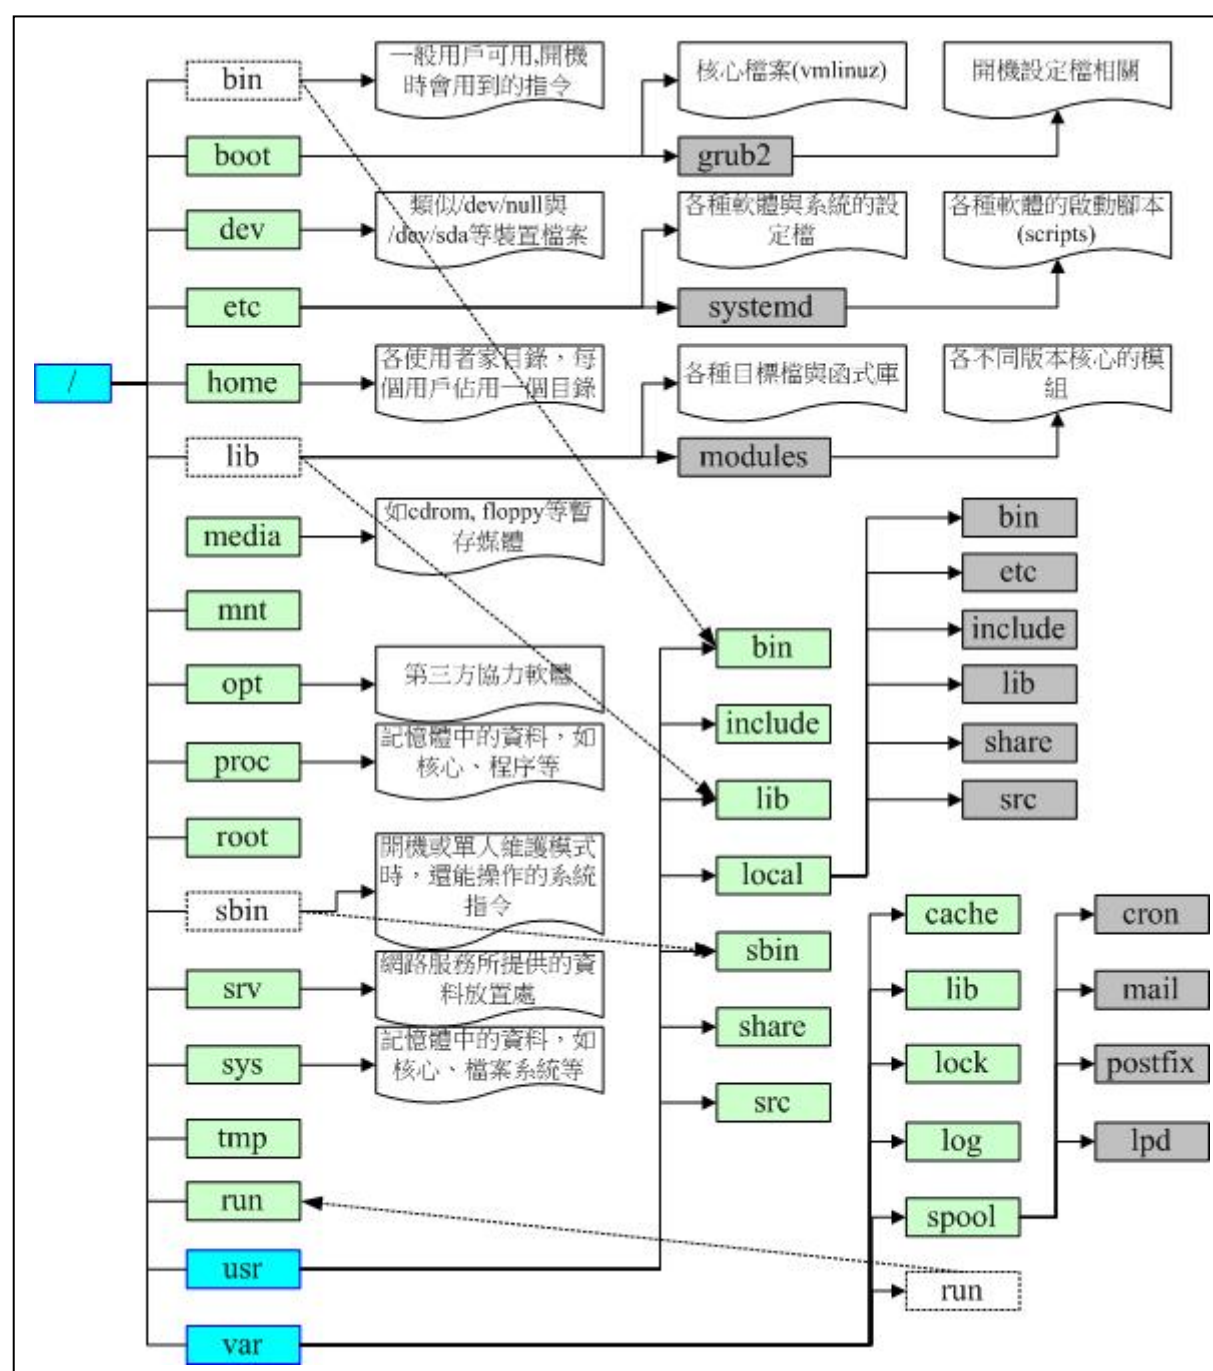 bin
一般用戶可用,開機
時會用到的指令
核心檔案(vmlinuz)
開機設定檔相關
boot
grub2
dev
類似/dev/null與
/dev/sda等裝置檔案
各種軟體與系統的設
定檔
各種軟體的啟動腳本
(scripts)
etc
systemd
/
home
各使用者家目錄，每
個用戶佔用一個目錄
各種目標檔與函式庫
各不同版本核心的模
組
lib
modules
media
如cdrom, floppy等暫
存媒體
mnt
opt
第三方協力軟體
proc
記憶體中的資料，如
核心、程序等
root
sbin
開機或單人維護模式
時，還能操作的系統
指令
srv
網路服務所提供的資
料放置處
sys
記憶體中的資料，如
核心、檔案系統等
tmp
run
usr
var
bin
include
lib
local
sbin
share
src
bin
etc
include
lib
share
src
cache
lib
lock
log
spool
run
cron
mail
postfix
lpd